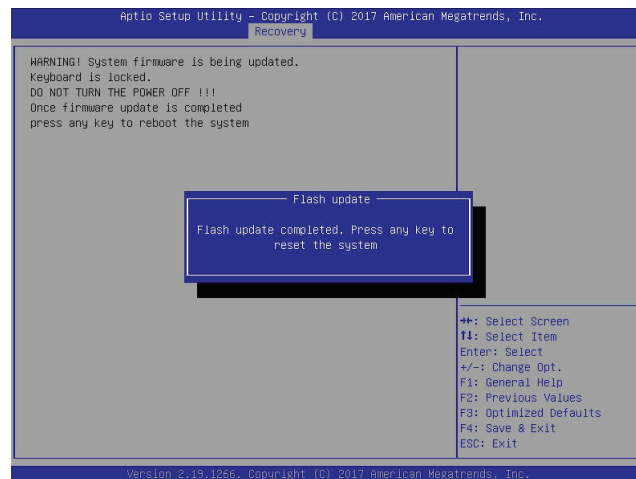 Aptio Setup Utility – Copyright (C) 2017 American Megatrends, Inc.
Recovery
WARNING! System firmware is being updated.
Keyboard is locked.
DO NOT TURN THE POWER OFF !!!
Once firmware update is completed
press any key to reboot the system
Flash update
Flash update completed. Press any key to
reset the system
→←: Select Screen
↑↓: Select Item
Enter: Select
+/-: Change Opt.
F1: General Help
F2: Previous Values
F3: Optimized Defaults
F4: Save & Exit
ESC: Exit
Version 2.19.1266. Copyright (C) 2017 American Megatrends, Inc.